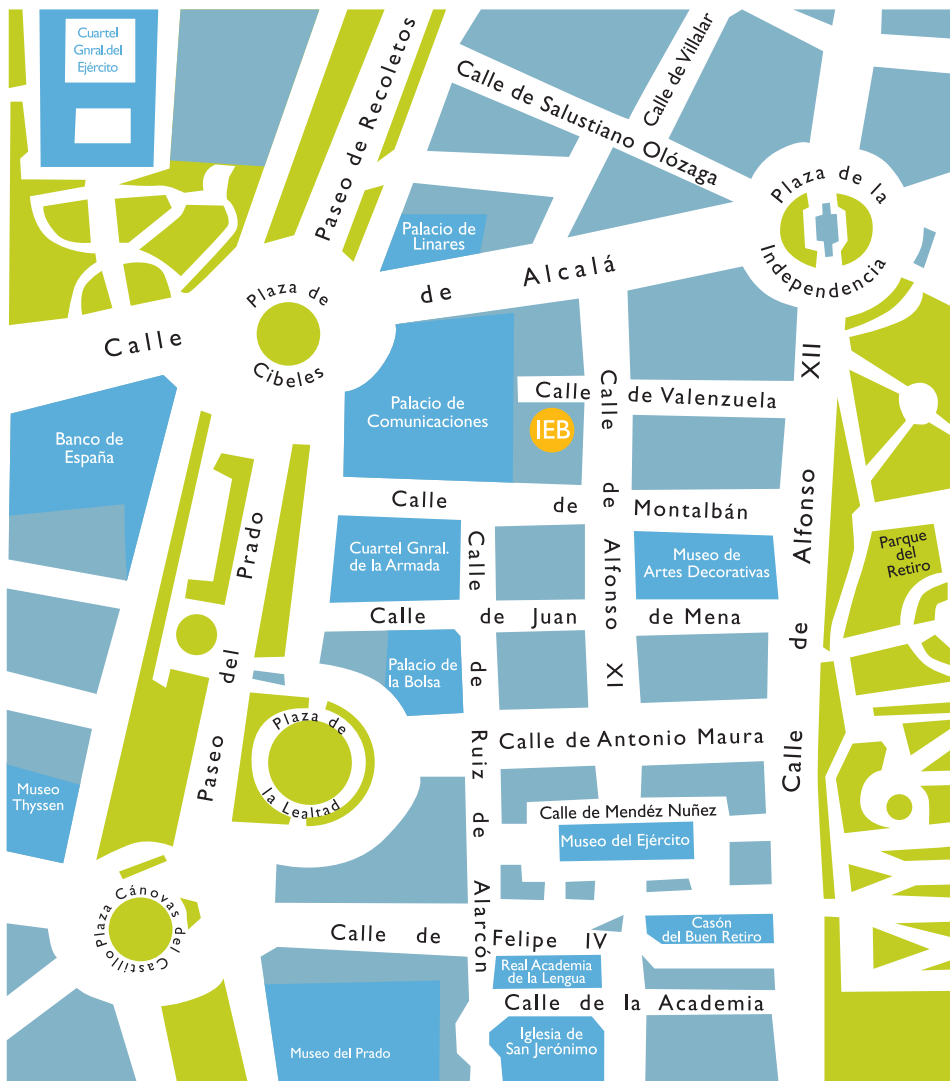 Cuartel
Gnral.del
Ejército
Paseo de Recoletos
Calle de Salustiano Olózaga
Calle de Villalar
Plaza de la
Independencia
Palacio de
Linares
Calle de Alcalá
Plaza de
Cibeles
Banco de
España
Palacio de
Comunicaciones
Calle de Valenzuela
IEB
Calle de Alfonso XI
Calle de Alfonso XII
Calle de Montalbán
Parque
del
Retiro
Cuartel Gnral.
de la Armada
Museo de
Artes Decorativas
Calle de Juan de Mena
Paseo del Prado
Palacio de
la Bolsa
Calle de Ruiz de Alarcón
Plaza de
la Lealtad
Calle de Antonio Maura
Museo
Thyssen
Calle de Mendéz Nuñez
Museo del Ejército
Plaza Cánovas del Castillo
Calle de Felipe IV
Casón
del Buen Retiro
Real Academia
de la Lengua
Calle de la Academia
Museo del Prado
Iglesia de
San Jerónimo